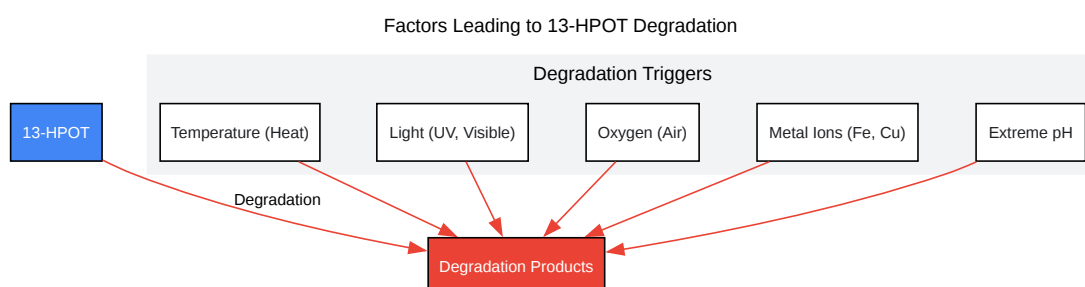 Factors Leading to 13-HPOT Degradation
Degradation Triggers
13-HPOT
Temperature (Heat)
Light (UV, Visible)
Oxygen (Air)
Metal Ions (Fe, Cu)
Extreme pH
Degradation
Degradation Products